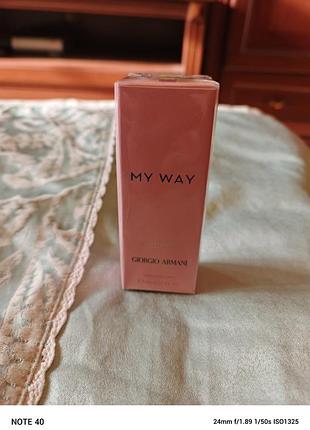 MY WAY
GIORGIO ARMANI
NOTE 40
24mm f/1.89 1/50s ISO1325